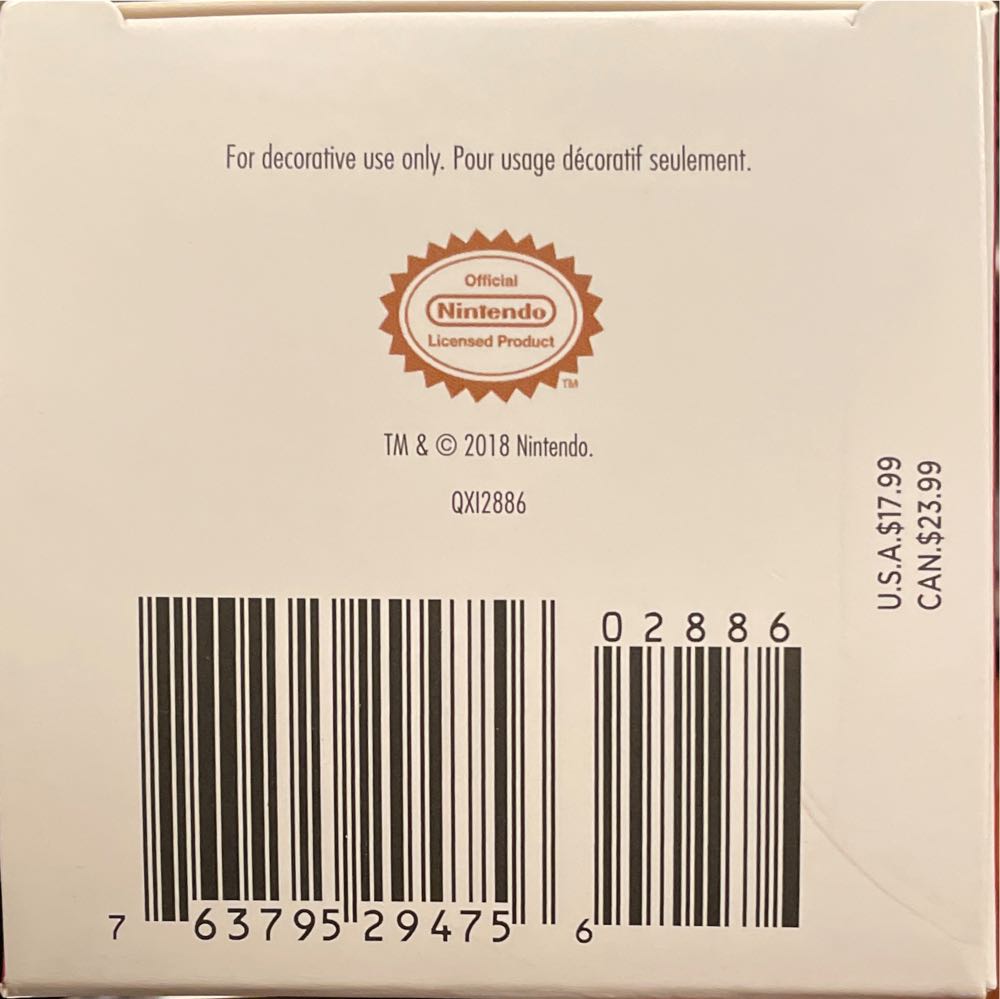 For decorative use only. Pour usage décoratif seulement.
Official
Nintendo
Licensed Product
TM
TM & © 2018 Nintendo.
QXI2886
U.S.A.$17.99
CAN.$23.99
02886
7 63795 29475 6